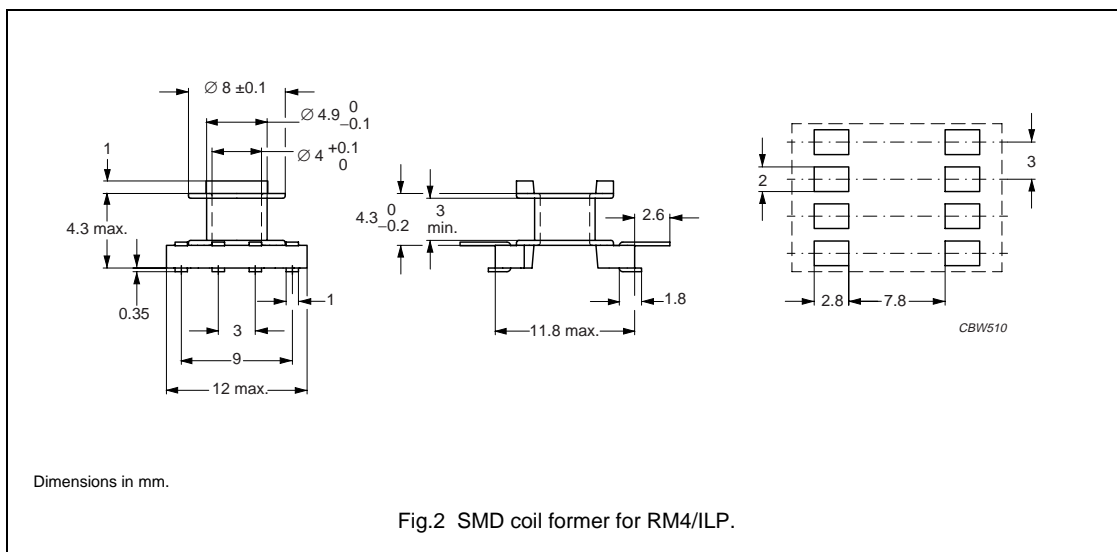 ∅ 8 ±0.1
∅ 4.9 0 −0.1
∅ 4 +0.1 0
1
4.3 max.
0.35
1
3
9
12 max.
4.3 0 −0.2
3 min.
2.6
1.8
11.8 max.
2
3
2.8
7.8
CBW510
Dimensions in mm.
Fig.2 SMD coil former for RM4/ILP.